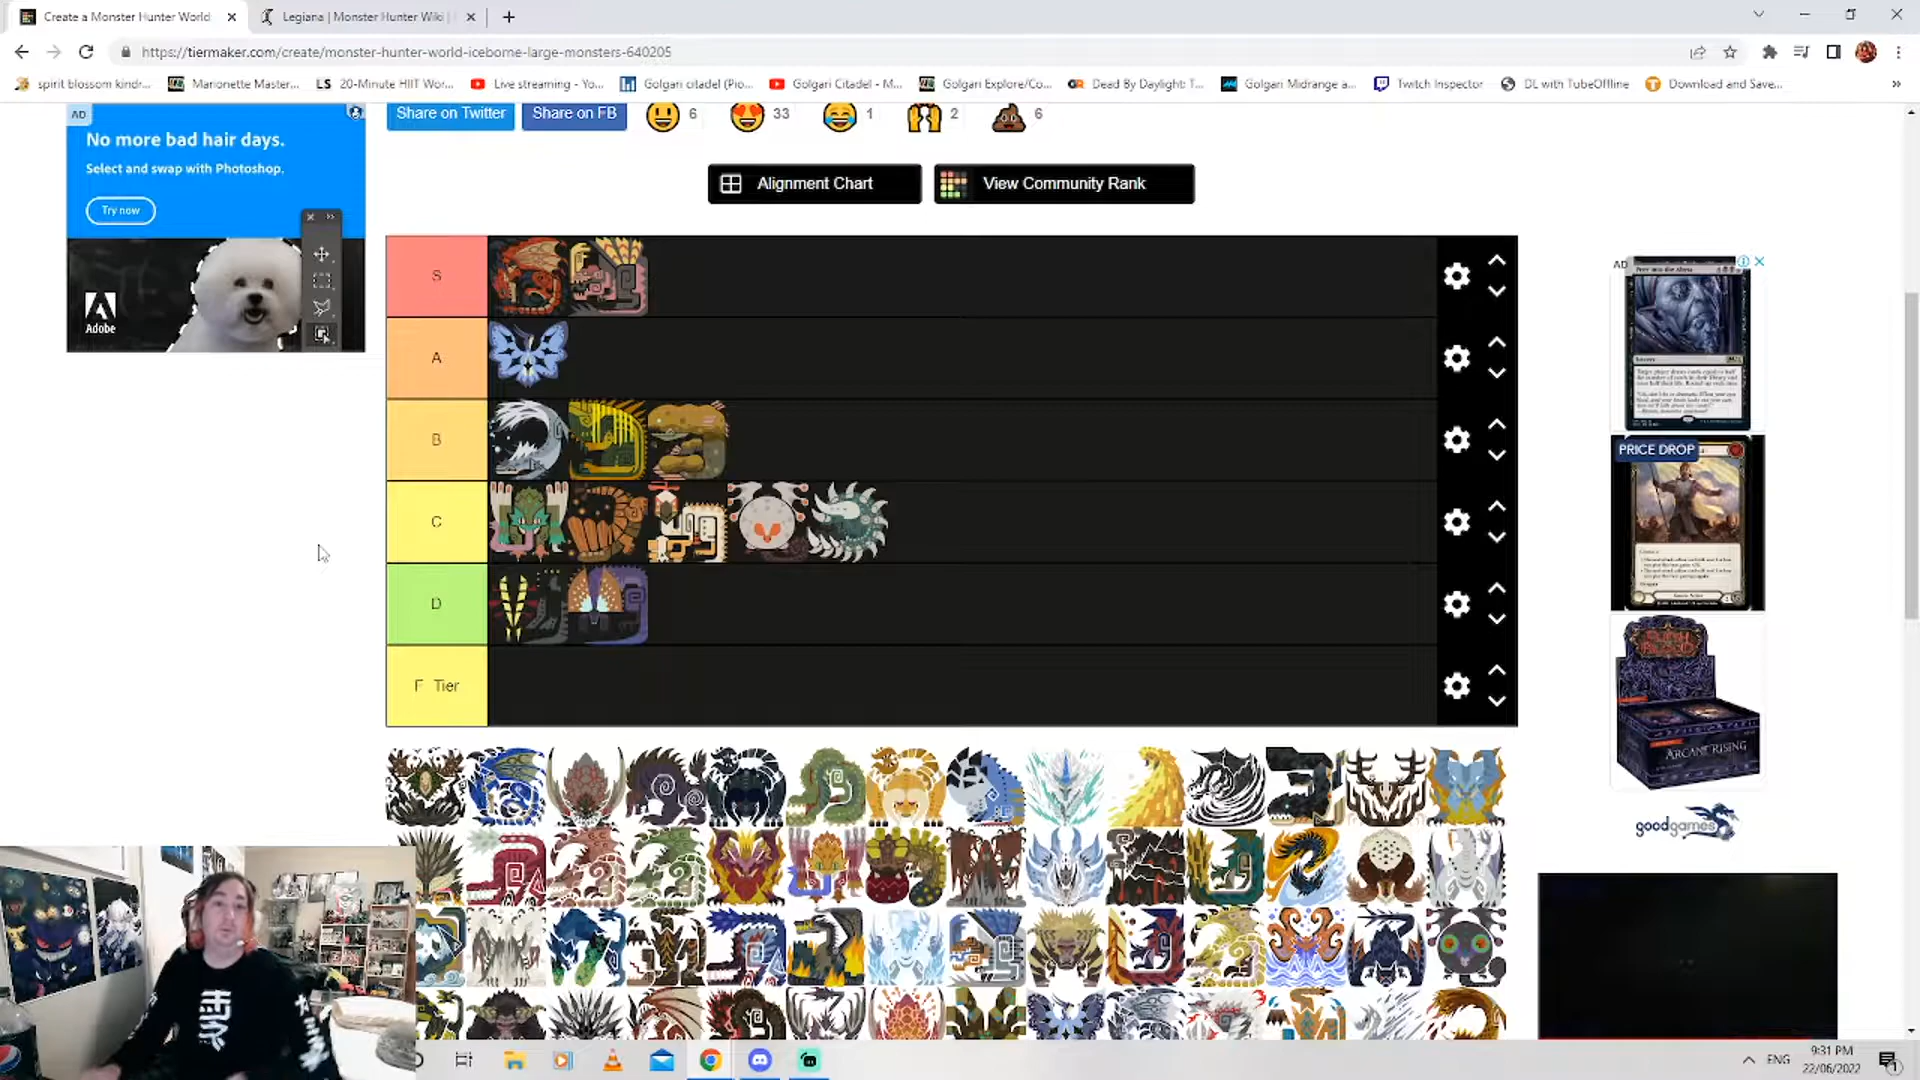 Create a Monster Hunter World
Legiana | Monster Hunter Wiki |
https://tiermaker.com/create/monster-hunter-world-iceborne-large-monsters-640205
spirit blossom kindr...
Marionette Master...
LS 20-Minute HIIT Wor...
Live streaming - Yo...
Golgari citadel (Pio...
Golgari Citadel - M...
Golgari Explore/Co...
Dead By Daylight: T...
Golgari Midrange a...
Twitch Inspector
DL with TubeOffline
Download and Save...
AD
No more bad hair days.
Select and swap with Photoshop.
Try now
Adobe
Share on Twitter
Share on FB
6
33
1
2
6
Alignment Chart
View Community Rank
S
A
B
C
D
F Tier
AD
PRICE DROP
ARCANE RISING
goodgames
ENG
9:31 PM
22/06/2022